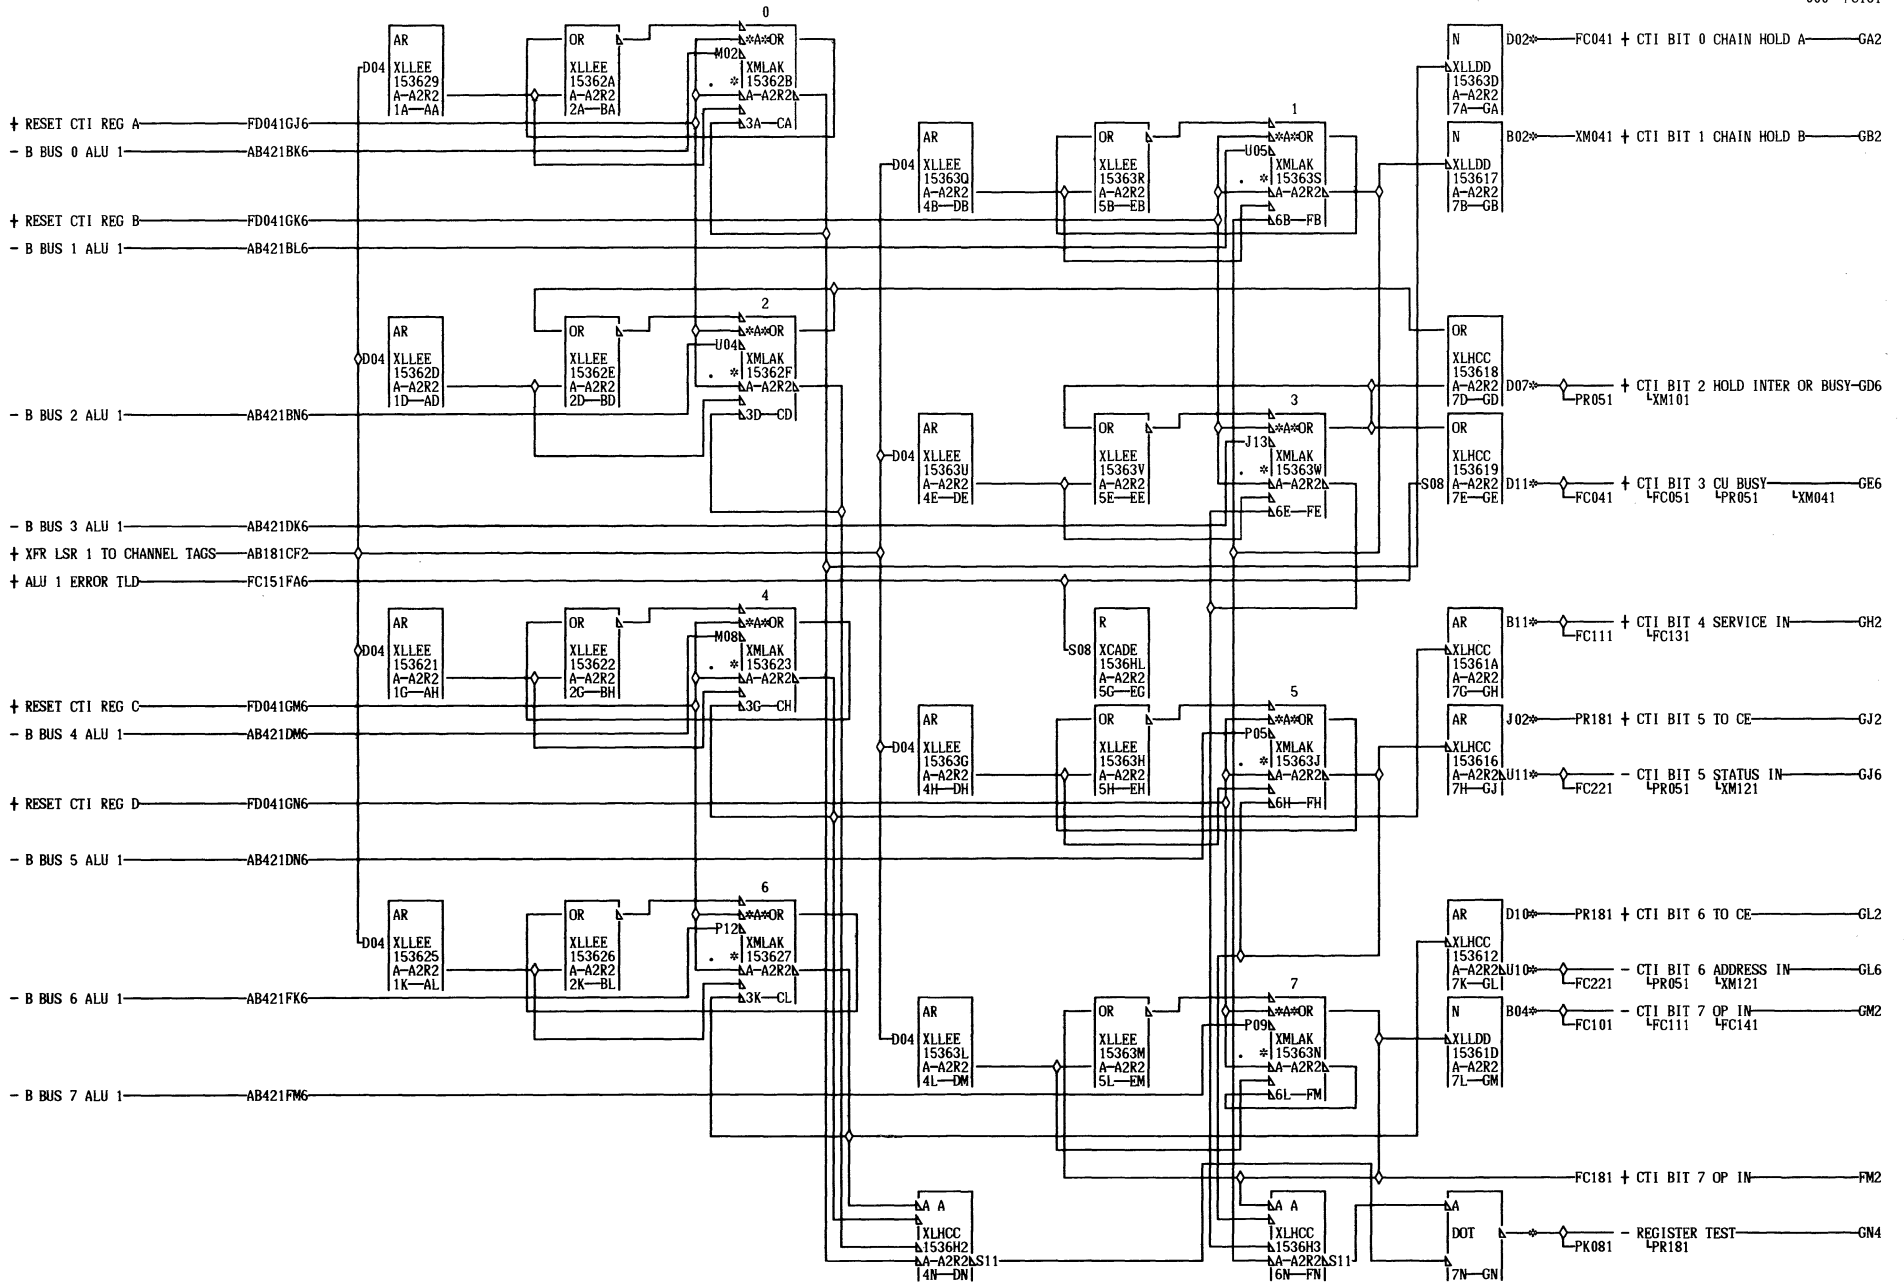 0
AR
D04 XLLEE
153629
A-A2R2
1A—AA
OR
XLLEE
15362A
A-A2R2
2A—BA
*A*OR
M02
XMLAK
. * 15362B
A-A2R2
3A—CA
N
D02* FC041 + CTI BIT 0 CHAIN HOLD A GA2
XLLDD
15363D
A-A2R2
7A—GA
+ RESET CTI REG A FD041GJ6
- B BUS 0 ALU 1 AB421BK6
1
AR
D04 XLLEE
15363Q
A-A2R2
4B—DB
OR
XLLEE
15363R
A-A2R2
5B—EB
*A*OR
U05
XMLAK
. * 15363S
A-A2R2
6B—FB
N
B02* XM041 + CTI BIT 1 CHAIN HOLD B GB2
XLLDD
153617
A-A2R2
7B—GB
+ RESET CTI REG B FD041GK6
- B BUS 1 ALU 1 AB421BL6
2
AR
D04 XLLEE
15362D
A-A2R2
1D—AD
OR
XLLEE
15362E
A-A2R2
2D—BD
*A*OR
U04
XMLAK
. * 15362F
A-A2R2
3D—CD
OR
XLHCC
153618
A-A2R2 D07* + CTI BIT 2 HOLD INTER OR BUSY GD6
7D—GD PR051 XM101
- B BUS 2 ALU 1 AB421BN6
3
AR
D04 XLLEE
15363U
A-A2R2
4E—DE
OR
XLLEE
15363V
A-A2R2
5E—EE
*A*OR
J13
XMLAK
. * 15363W
A-A2R2
6E—FE
OR
XLHCC
153619
S08 A-A2R2 D11* + CTI BIT 3 CU BUSY GE6
7E—GE FC041 FC051 PR051 XM041
- B BUS 3 ALU 1 AB421DK6
+ XFR LSR 1 TO CHANNEL TAGS AB181CF2
+ ALU 1 ERROR TLD FC151FA6
4
AR
D04 XLLEE
153621
A-A2R2
1G—AH
OR
XLLEE
153622
A-A2R2
2G—BH
*A*OR
M08
XMLAK
. * 153623
A-A2R2
3G—CH
R
S08 XCADE
1536HL
A-A2R2
5G—EG
AR
B11* + CTI BIT 4 SERVICE IN GH2
FC111 FC131
XLHCC
15361A
A-A2R2
7G—GH
+ RESET CTI REG C FD041GM6
- B BUS 4 ALU 1 AB421DM6
5
AR
D04 XLLEE
15363G
A-A2R2
4H—DH
OR
XLLEE
15363H
A-A2R2
5H—EH
*A*OR
P05
XMLAK
. * 15363J
A-A2R2
6H—FH
AR
J02* PR181 + CTI BIT 5 TO CE GJ2
XLHCC
153616
A-A2R2 U11* - CTI BIT 5 STATUS IN GJ6
7H—GJ FC221 PR051 XM121
+ RESET CTI REG D FD041GN6
- B BUS 5 ALU 1 AB421DN6
6
AR
D04 XLLEE
153625
A-A2R2
1K—AL
OR
XLLEE
153626
A-A2R2
2K—BL
*A*OR
P12
XMLAK
. * 153627
A-A2R2
3K—CL
AR
D10* PR181 + CTI BIT 6 TO CE GL2
XLHCC
153612
A-A2R2 U10* - CTI BIT 6 ADDRESS IN GL6
7K—GL FC221 PR051 XM121
- B BUS 6 ALU 1 AB421FK6
7
AR
D04 XLLEE
15363L
A-A2R2
4L—DM
OR
XLLEE
15363M
A-A2R2
5L—EM
*A*OR
P09
XMLAK
. * 15363N
A-A2R2
6L—FM
N
B04* - CTI BIT 7 OP IN GM2
FC101 FC111 FC141
XLLDD
15361D
A-A2R2
7L—GM
- B BUS 7 ALU 1 AB421FM6
FC181 + CTI BIT 7 OP IN FM2
A A
XLHCC
1536H2
A-A2R2 S11
4N—DN
A A
XLHCC
1536H3
A-A2R2 S11
6N—FN
A
DOT * - REGISTER TEST GN4
PK081 PR181
7N—GN